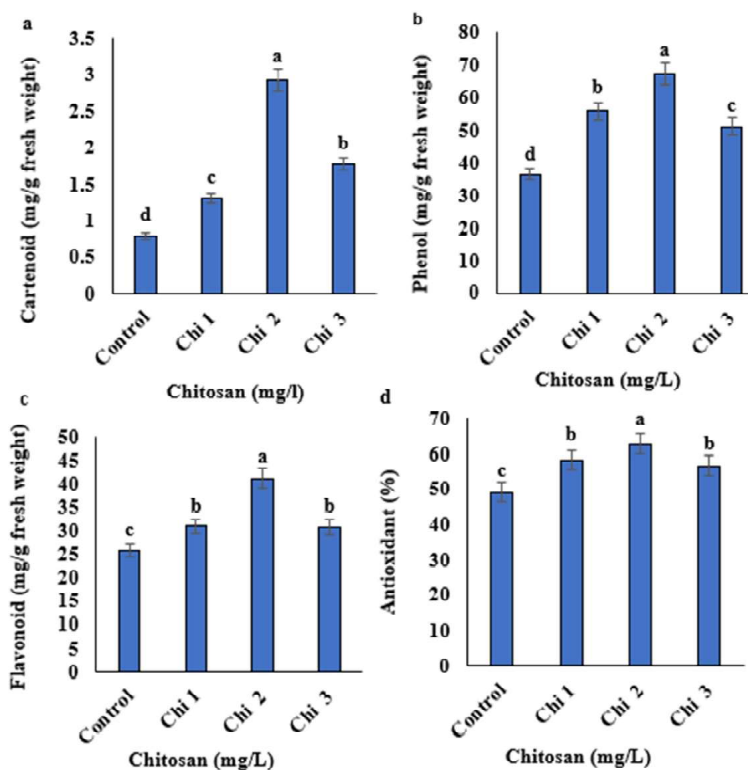 a
Cartenoid (mg/g fresh weight)
3.5
3
2.5
2
1.5
1
0.5
0
d
c
a
b
Control
Chi 1
Chi 2
Chi 3
Chitosan (mg/l)
b
Phenol (mg/g fresh weight)
80
70
60
50
40
30
20
10
0
d
b
a
c
Control
Chi 1
Chi 2
Chi 3
Chitosan (mg/L)
c
Flavonoid (mg/g fresh weight)
50
45
40
35
30
25
20
15
10
5
0
c
b
a
b
Control
Chi 1
Chi 2
Chi 3
Chitosan (mg/L)
d
Antioxidant (%)
70
60
50
40
30
20
10
0
c
b
a
b
Control
Chi 1
Chi 2
Chi 3
Chitosan (mg/L)